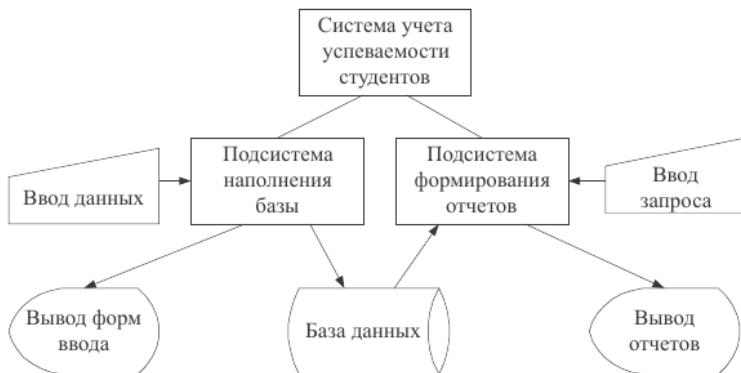 Система учета
успеваемости
студентов
Подсистема
наполнения
базы
Подсистема
формирования
отчетов
Ввод данных
Ввод
запроса
Вывод форм
ввода
База данных
Вывод
отчетов